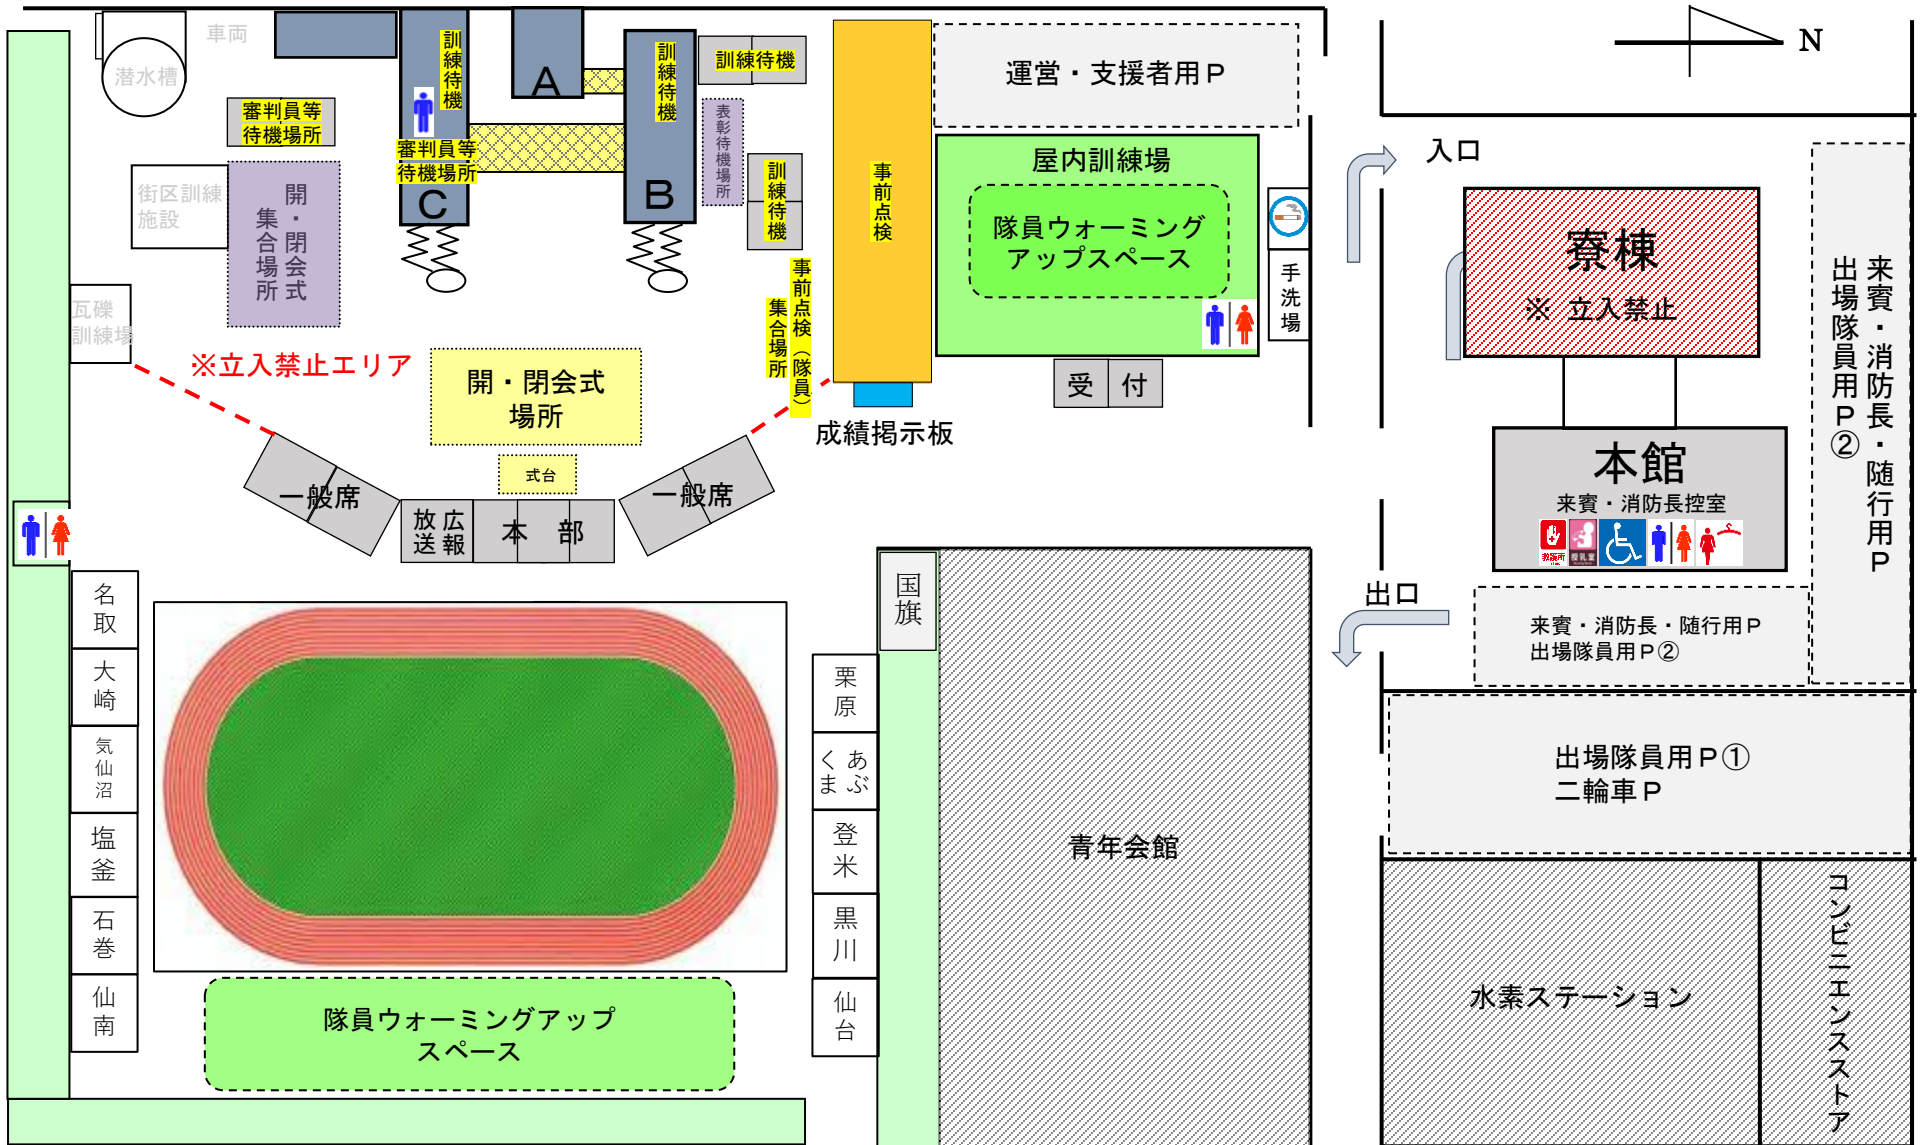 車両
潜水槽
訓練待機
A
訓練待機
訓練待機
審判員等
待機場所
審判員等
待機場所
C
B
表彰待機場所
訓練待機
街区訓練
施設
開・閉会式
集合場所
瓦礫
訓練場
※立入禁止エリア
開・閉会式
場所
式台
事前点検（隊員）
集合場所
事前点検
成績掲示板
運営・支援者用P
屋内訓練場
隊員ウォーミング
アップスペース
手洗場
受付
N
入口
寮棟
※ 立入禁止
来賓・消防長・随行用P
出場隊員用P②
本館
来賓・消防長控室
救護所
授乳室
出口
来賓・消防長・随行用P
出場隊員用P②
出場隊員用P①
二輪車P
水素ステーション
コンビニエンスストア
一般席
広報
放送
本部
一般席
国旗
名取
大崎
気仙沼
塩釜
石巻
仙南
栗原
あぶ
くま
登米
黒川
仙台
隊員ウォーミングアップ
スペース
青年会館